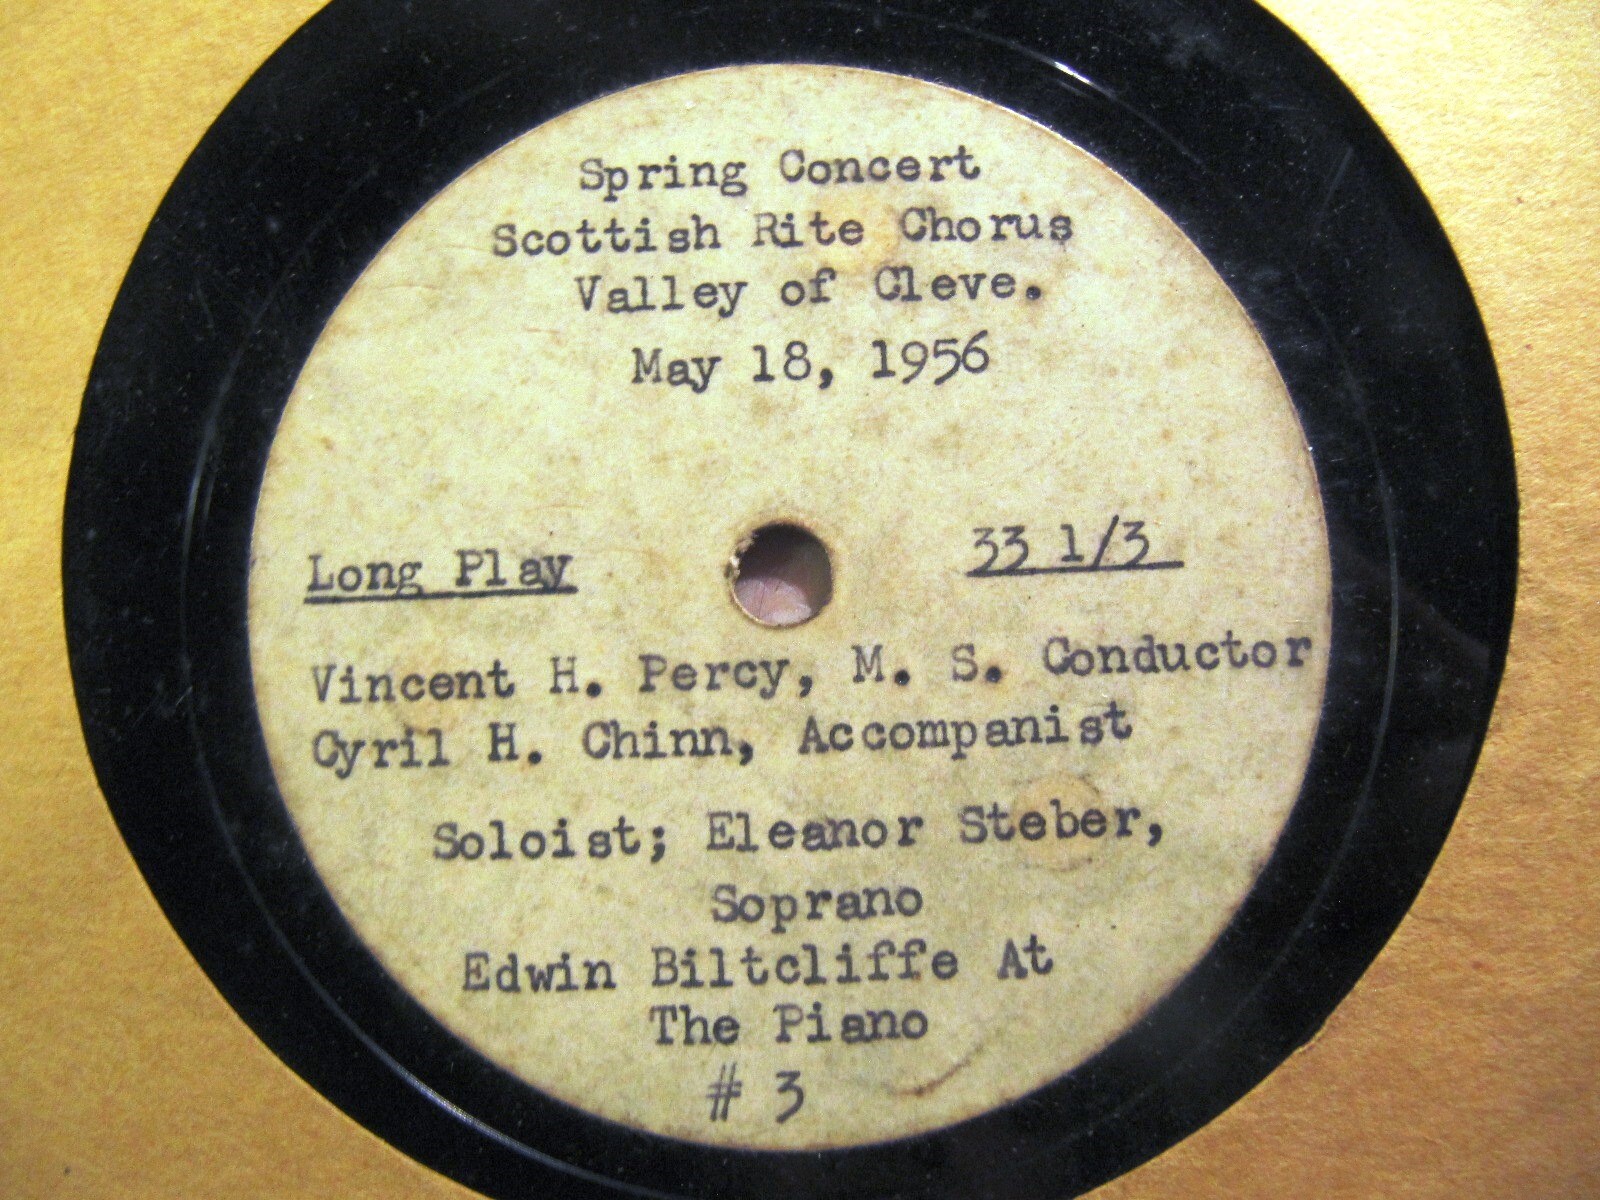 Spring Concert
Scottish Rite Chorus
Valley of Cleve.
May 18, 1956
Long Play 33 1/3
Vincent H. Percy, M. S. Conductor
Cyril H. Chinn, Accompanist
Soloist; Eleanor Steber,
Soprano
Edwin Biltcliffe At
The Piano
# 3